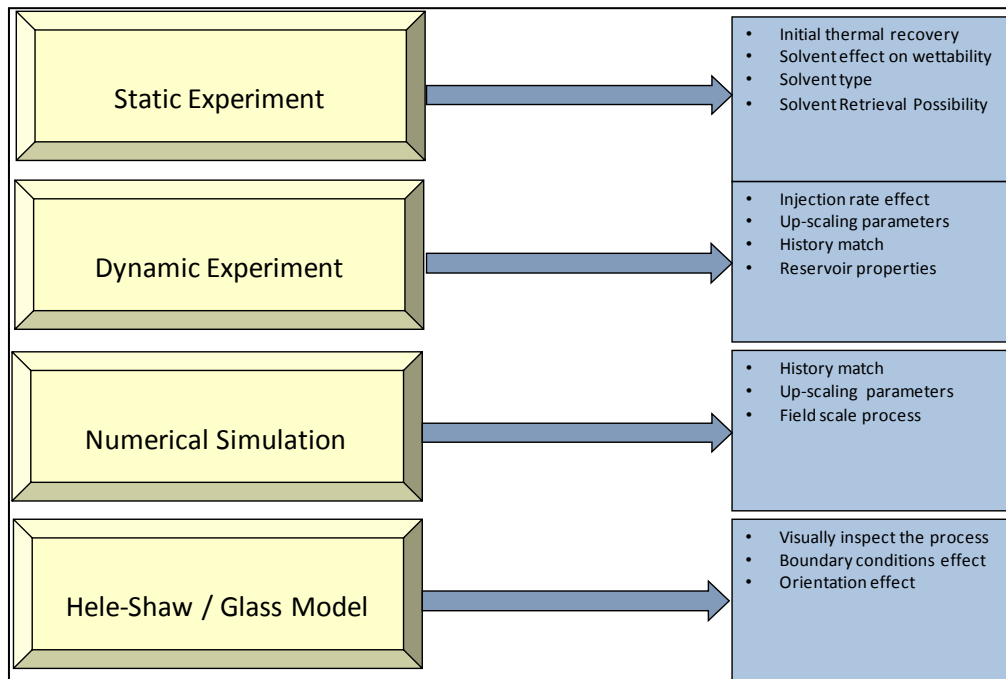 Static Experiment
• Initial thermal recovery
• Solvent effect on wettability
• Solvent type
• Solvent Retrieval Possibility
Dynamic Experiment
• Injection rate effect
• Up-scaling parameters
• History match
• Reservoir properties
Numerical Simulation
• History match
• Up-scaling parameters
• Field scale process
Hele-Shaw / Glass Model
• Visually inspect the process
• Boundary conditions effect
• Orientation effect